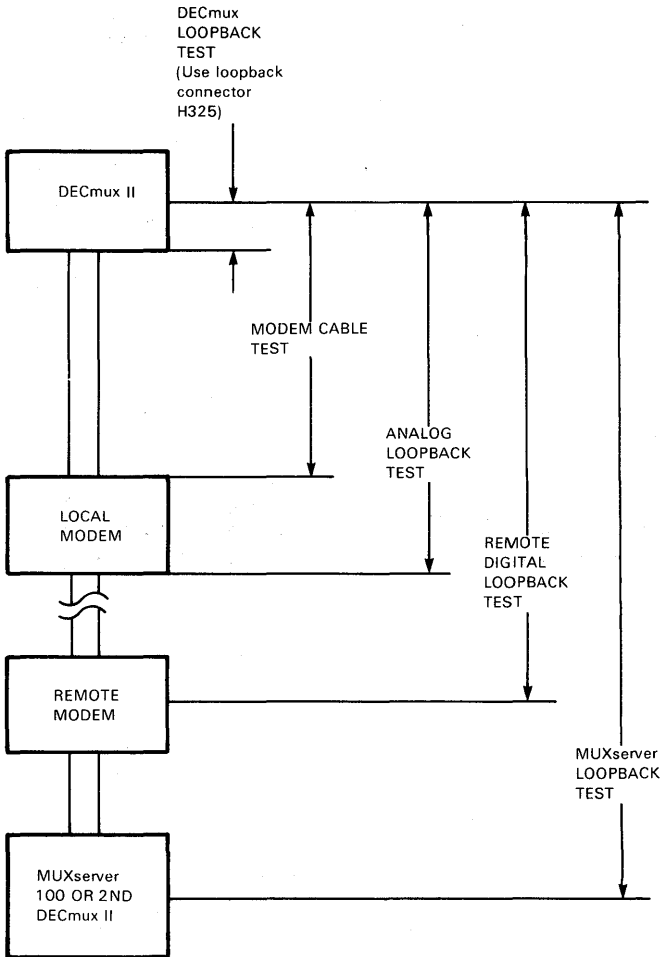 DECmux
LOOPBACK
TEST
(Use loopback
connector
H325)
DECmux II
MODEM CABLE
TEST
ANALOG
LOOPBACK
TEST
LOCAL
MODEM
REMOTE
DIGITAL
LOOPBACK
TEST
REMOTE
MODEM
MUXserver
LOOPBACK
TEST
MUXserver
100 OR 2ND
DECmux II